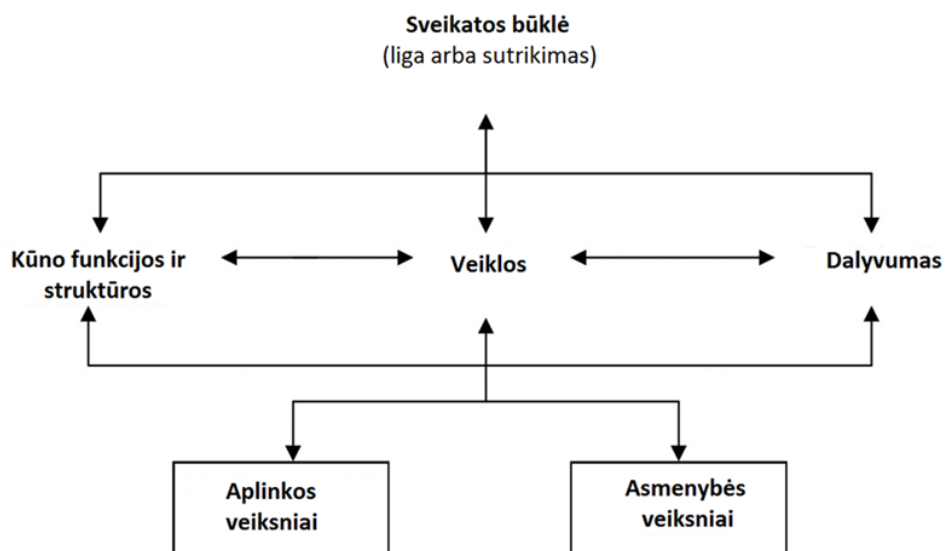 Sveikatos būklė
(liga arba sutrikimas)
Kūno funkcijos ir
struktūros
Veiklos
Dalyvumas
Aplinkos
veiksniai
Asmenybės
veiksniai